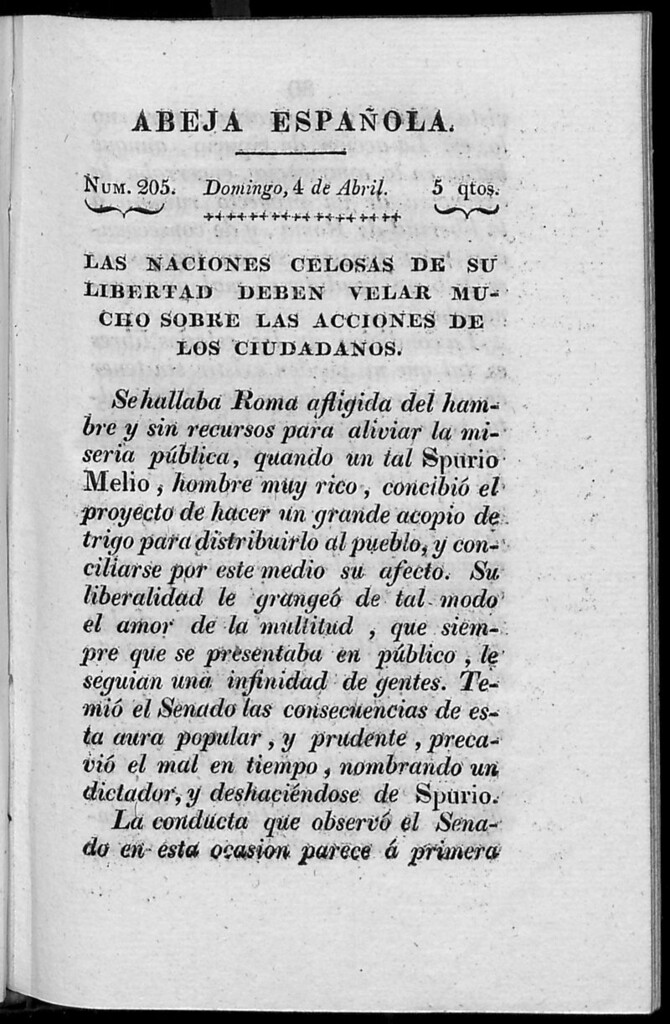 ABEJA ESPAÑOLA.
NUM. 205. Domingo, 4 de Abril. 5 qtos.
LAS NACIONES CELOSAS DE SU
LIBERTAD DEBEN VELAR MU-
CHO SOBRE LAS ACCIONES DE
LOS CIUDADANOS.
Se hallaba Roma afligida del ham-
bre y sin recursos para aliviar la mi-
seria pública, quando un tal Spurio
Melio, hombre muy rico, concibió el
proyecto de hacer un grande acopio de
trigo para distribuirlo al pueblo, y con-
ciliarse por este medio su afecto. Su
liberalidad le grangeó de tal modo
el amor de la multitud, que siem-
pre que se presentaba en público, le
seguian una infinidad de gentes. Te-
mió el Senado las consecuencias de es-
ta aura popular, y prudente, preca-
vió el mal en tiempo, nombrando un
dictador, y deshaciéndose de Spurio.
La conducta que observó el Sena-
do en esta ocasion parece á primera